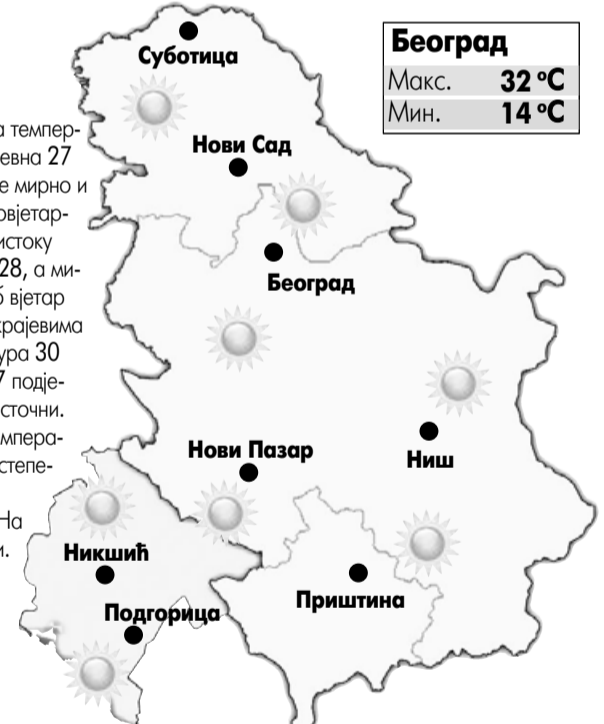 Суботица
Београд
Макс. 32 °C
Мин. 14 °C
а темпер-
евна 27
е мирно и
овјетар-
истоку
28, а ми-
б вјетар
крајевима
ура 30
7 подје-
сточни.
мпера-
степе-
На
и.
Нови Сад
Београд
Нови Пазар
Ниш
Никшић
Приштина
Подгорица